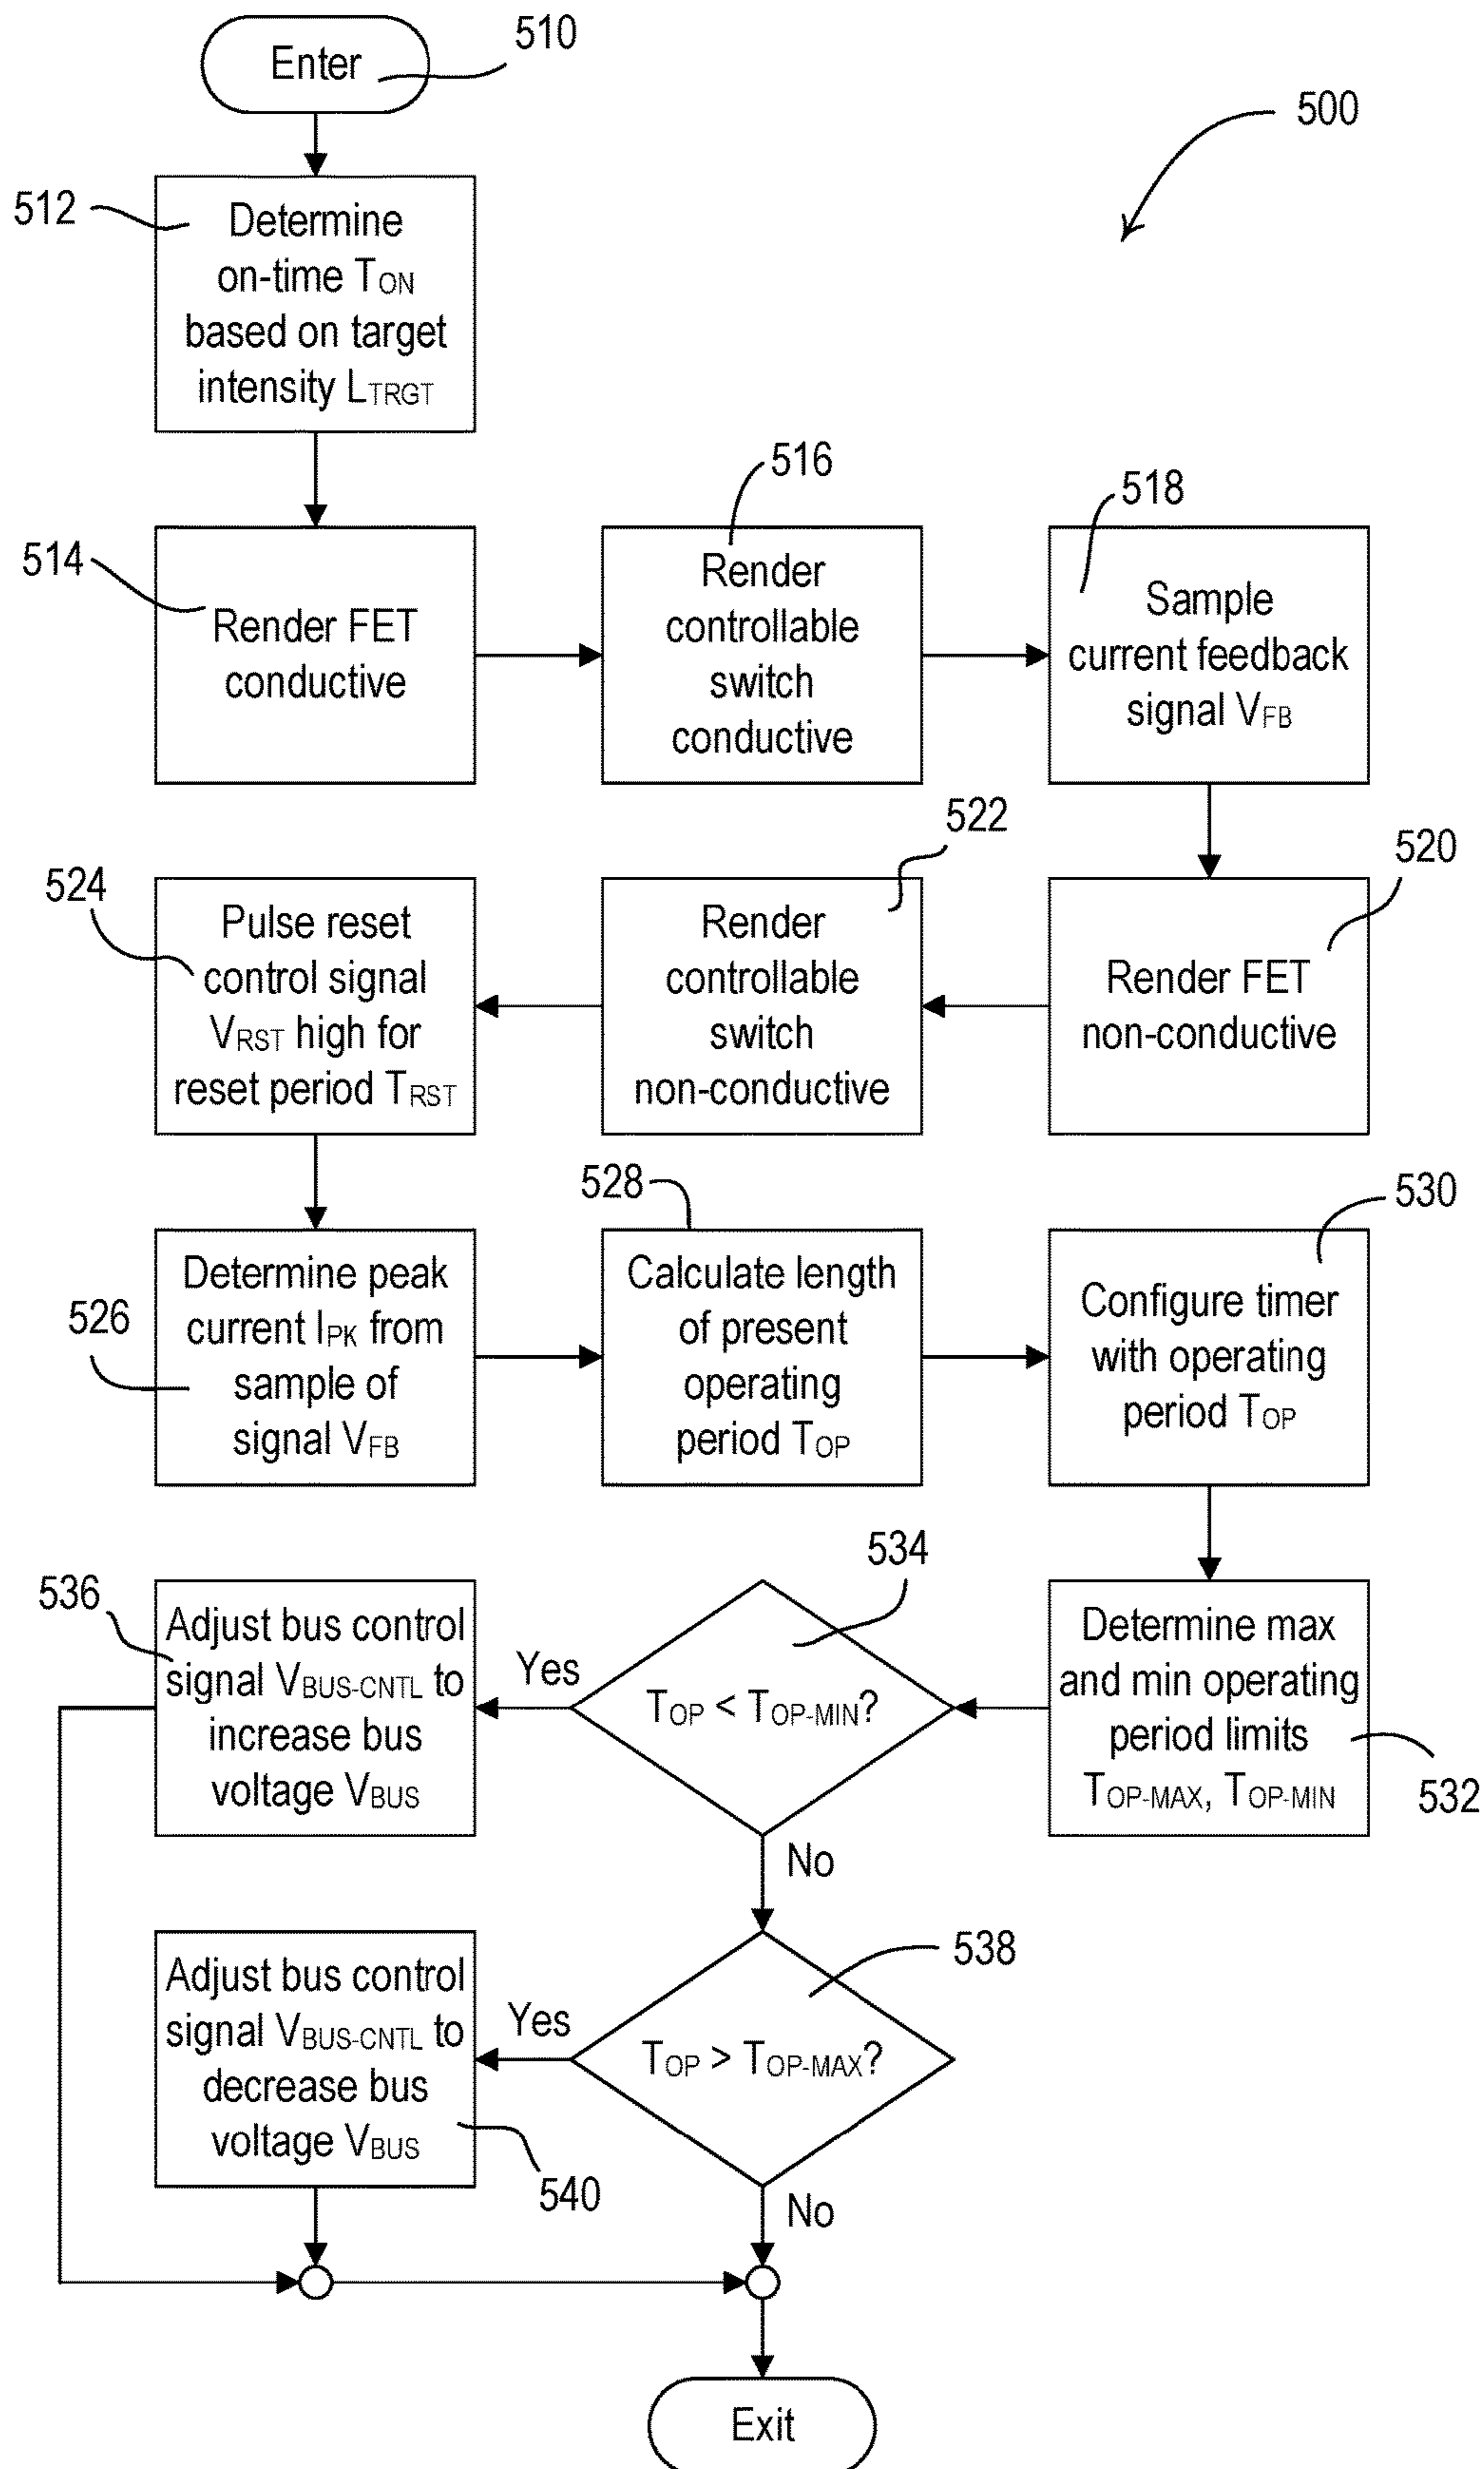 510
Enter
500
512
Determine
on-time TON
based on target
intensity LTRGT
516
518
514
Render FET
conductive
Render
controllable
switch
conductive
Sample
current feedback
signal VFB
522
520
524
Pulse reset
control signal
VRST high for
reset period TRST
Render
controllable
switch
non-conductive
Render FET
non-conductive
528
530
526
Determine peak
current IPK from
sample of
signal VFB
Calculate length
of present
operating
period TOP
Configure timer
with operating
period TOP
534
536
Adjust bus control
signal VBUS-CNTL to
increase bus
voltage VBUS
Yes
TOP < TOP-MIN?
Determine max
and min operating
period limits
TOP-MAX, TOP-MIN
532
No
538
Adjust bus control
signal VBUS-CNTL to
decrease bus
voltage VBUS
Yes
TOP > TOP-MAX?
540
No
Exit